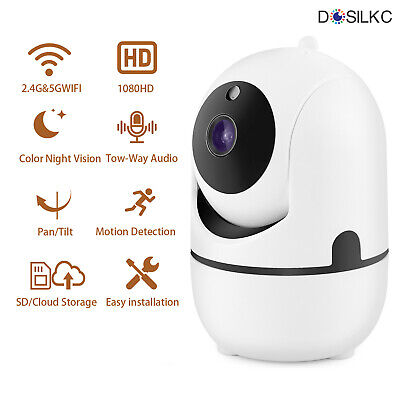 DOSILKC
HD
2.4G&5GWIFI
1080HD
Color Night Vision
Tow-Way Audio
Pan/Tilt
Motion Detection
SD/Cloud Storage
Easy installation